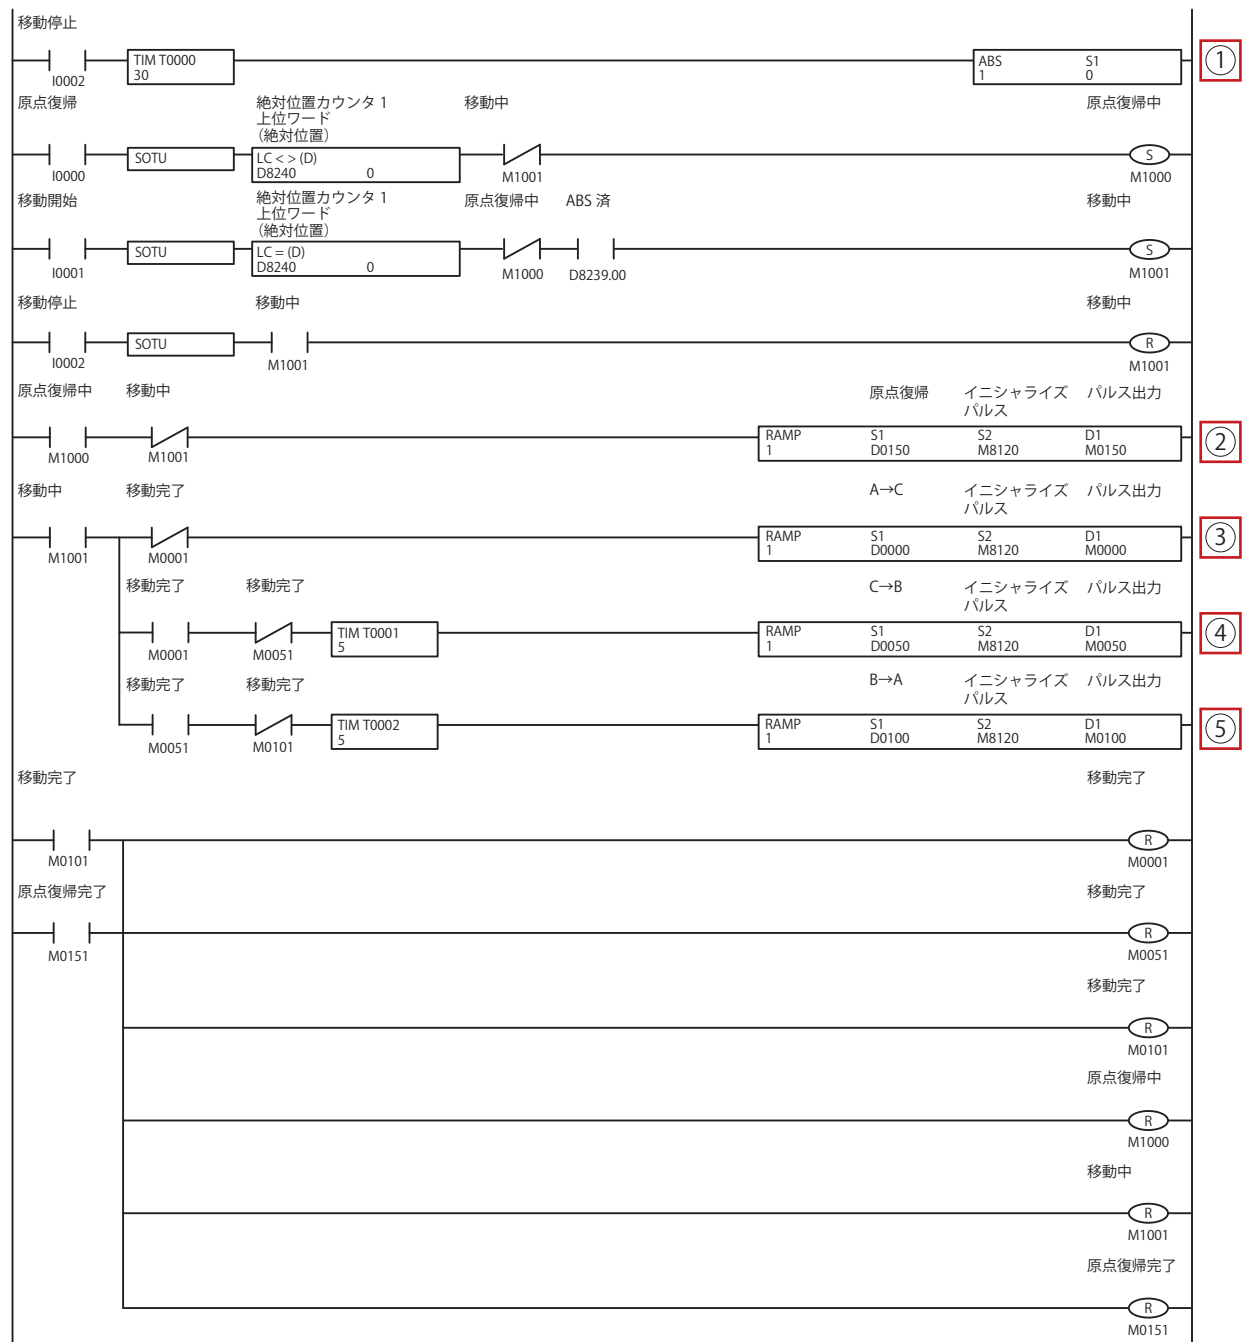 移動停止
I0002
TIM T0000
30
ABS S1
1 0
①
原点復帰
絶対位置カウンタ 1
上位ワード
(絶対位置)
移動中
原点復帰中
I0000
SOTU
LC < > (D)
D8240 0
M1001
S
M1000
移動開始
絶対位置カウンタ 1
上位ワード
(絶対位置)
原点復帰中
ABS 済
移動中
I0001
SOTU
LC = (D)
D8240 0
M1000
D8239.00
S
M1001
移動停止
移動中
移動中
I0002
SOTU
M1001
R
M1001
原点復帰中
移動中
原点復帰
イニシャライズ
パルス
パルス出力
M1000
M1001
RAMP S1 S2 D1
1 D0150 M8120 M0150
②
移動中
移動完了
A→C
イニシャライズ
パルス
パルス出力
M1001
M0001
RAMP S1 S2 D1
1 D0000 M8120 M0000
③
移動完了
移動完了
C→B
イニシャライズ
パルス
パルス出力
M0001
M0051
TIM T0001
5
RAMP S1 S2 D1
1 D0050 M8120 M0050
④
移動完了
移動完了
B→A
イニシャライズ
パルス
パルス出力
M0051
M0101
TIM T0002
5
RAMP S1 S2 D1
1 D0100 M8120 M0100
⑤
移動完了
移動完了
M0101
R
M0001
原点復帰完了
移動完了
M0151
R
M0051
移動完了
R
M0101
原点復帰中
R
M1000
移動中
R
M1001
原点復帰完了
R
M0151